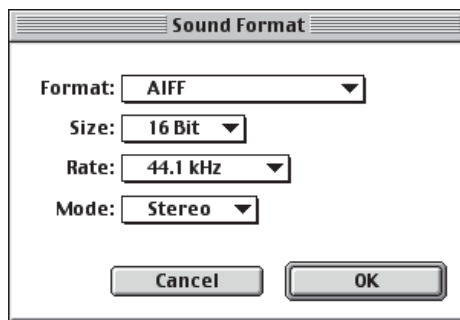 Sound Format
Format: AIFF
Size: 16 Bit
Rate: 44.1 kHz
Mode: Stereo
Cancel OK